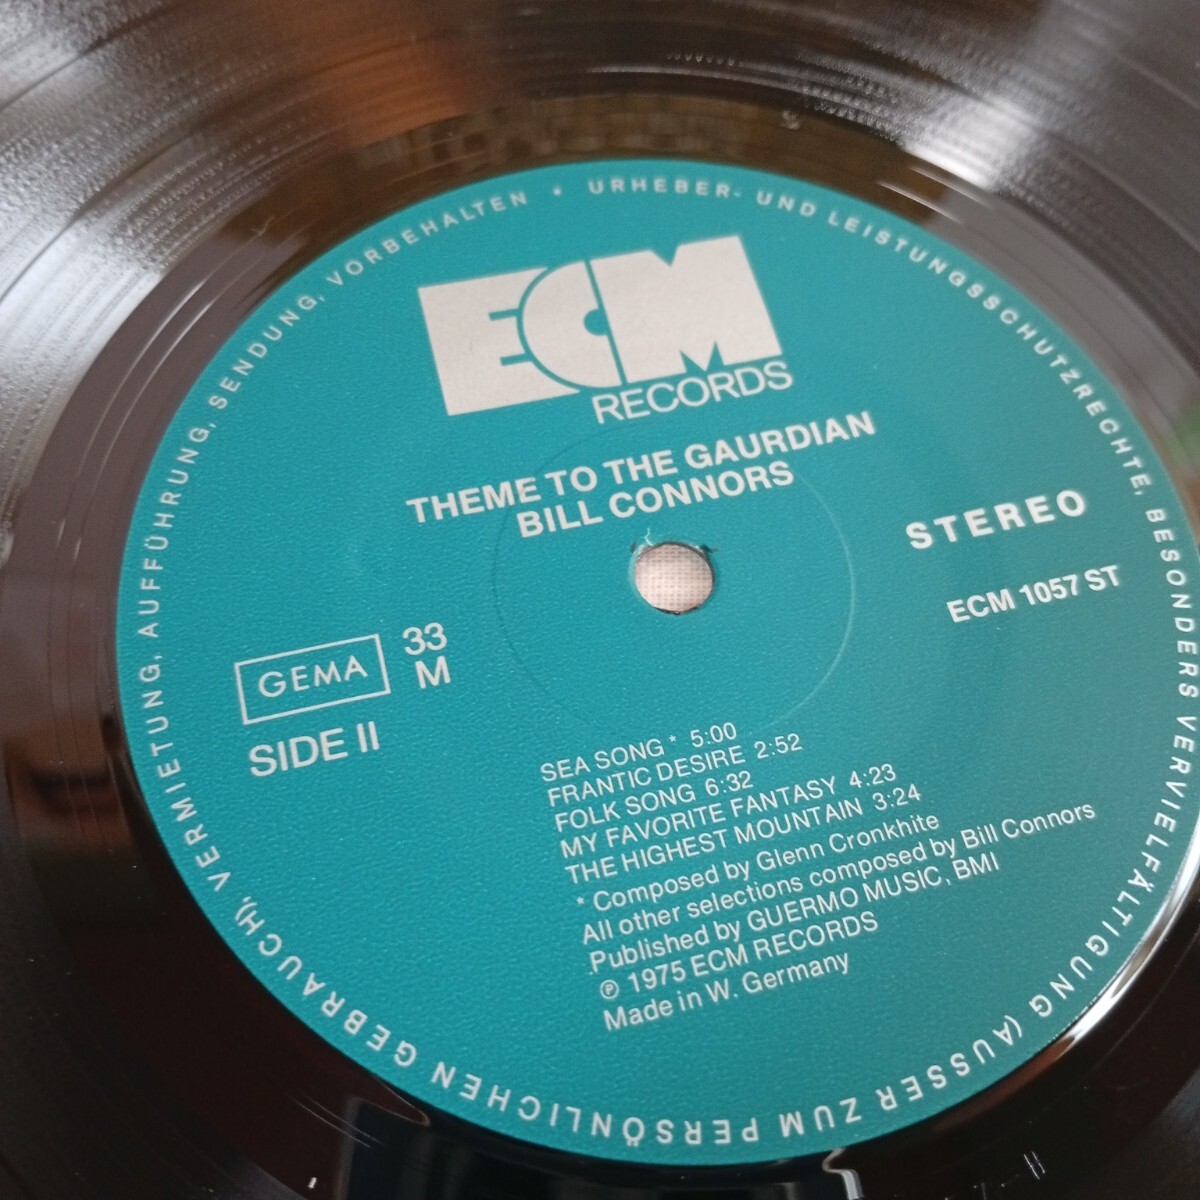 URHEBER- UND LEISTUNGSSCHUTZRECHTE, BESONDERS VERVIELFÄLTIGUNG (AUSSER ZUM PERSÖNLICHEN GEBRAUCH), VERMIETUNG, AUFFÜHRUNG, SENDUNG, VORBEHALTEN •
ECM
RECORDS
THEME TO THE GAURDIAN
BILL CONNORS
STEREO
ECM 1057 ST
GEMA
33
M
SIDE II
SEA SONG * 5:00
FRANTIC DESIRE 2:52
FOLK SONG 6:32
MY FAVORITE FANTASY 4:23
THE HIGHEST MOUNTAIN 3:24
* Composed by Glenn Cronkhite
All other selections composed by Bill Connors
Published by GUERMO MUSIC, BMI
℗ 1975 ECM RECORDS
Made in W. Germany